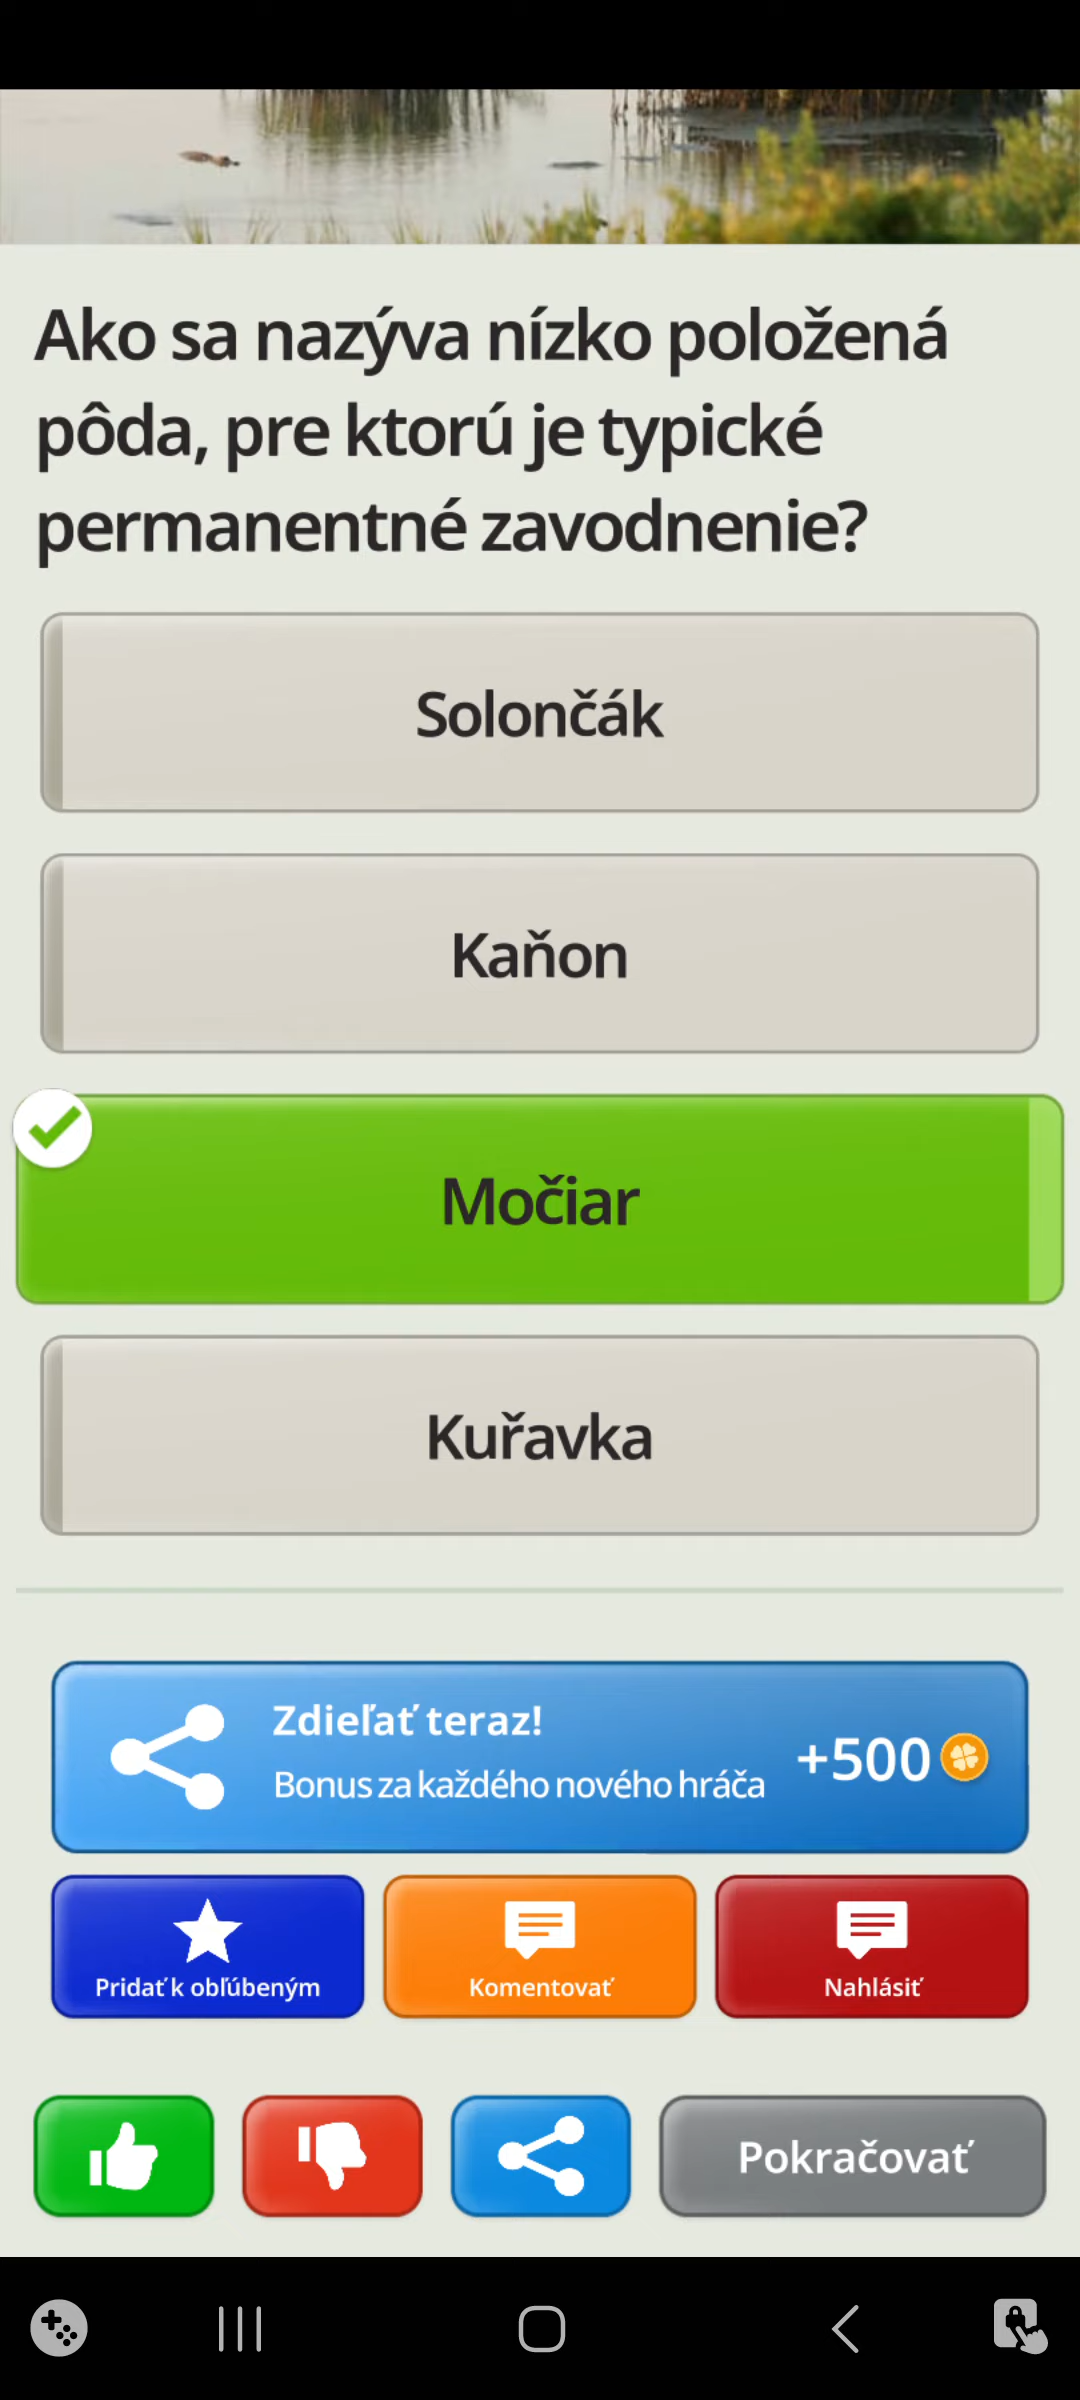 Ako sa nazýva nízko položená
pôda, pre ktorú je typické
permanentné zavodnenie?
Solončák
Kaňon
Močiar
Kuřavka
Zdieľať teraz!
Bonus za každého nového hráča
+500
Pridať k obľúbeným
Komentovať
Nahlásiť
Pokračovať